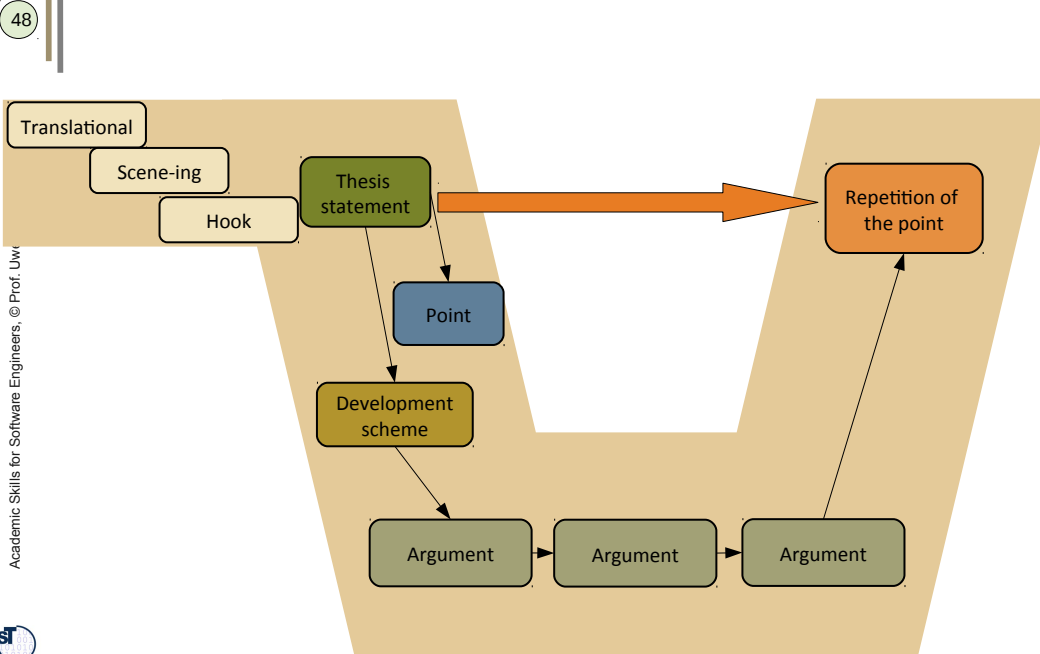 48
Translational
Scene-ing
Hook
Thesis
statement
Repetition of
the point
Point
Development
scheme
Argument
Argument
Argument
Academic Skills for Software Engineers, © Prof. Uwe